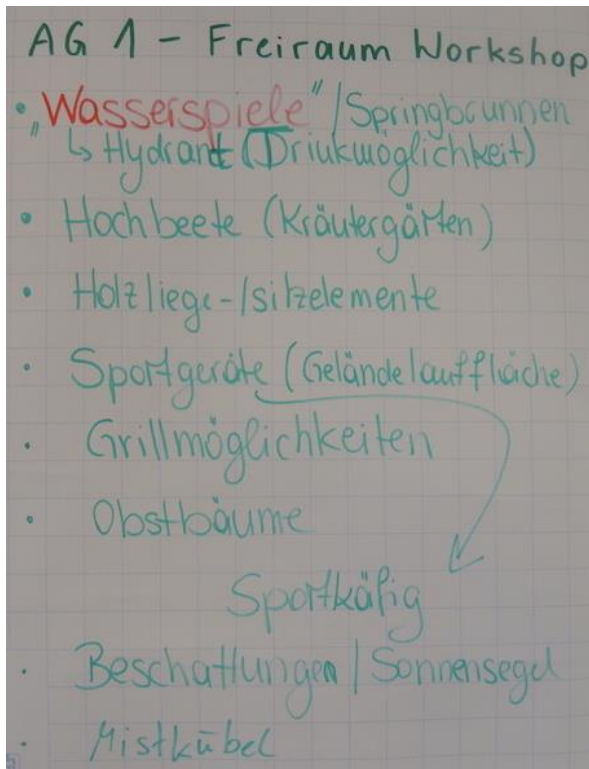 AG 1 - Freiraum Workshop
• „Wasserspiele"/Springbrunnen
↳ Hydrant (Trinkmöglichkeit)
• Hochbeete (Kräutergärten)
• Holzliege-/sitzelemente
• Sportgeräte (Geländelauffläche)
• Grillmöglichkeiten
• Obstbäume
Sportkäfig
• Beschattungen/Sonnensegel
• Mistkübel